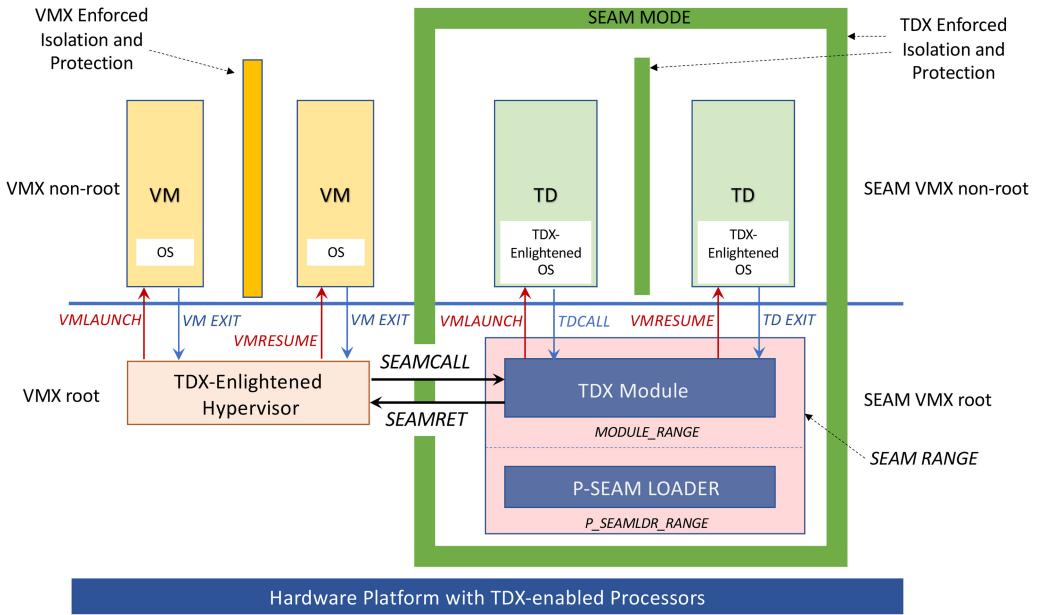 VMX Enforced
Isolation and
Protection
SEAM MODE
TDX Enforced
Isolation and
Protection
VMX non-root
VM
OS
VM
OS
TD
TDX-
Enlightened
OS
TD
TDX-
Enlightened
OS
SEAM VMX non-root
VMLAUNCH
VM EXIT
VMRESUME
VM EXIT
VMLAUNCH
TDCALL
VMRESUME
TD EXIT
VMX root
TDX-Enlightened
Hypervisor
SEAMCALL
SEAMRET
TDX Module
MODULE_RANGE
P-SEAM LOADER
P_SEAMLDR_RANGE
SEAM VMX root
SEAM RANGE
Hardware Platform with TDX-enabled Processors